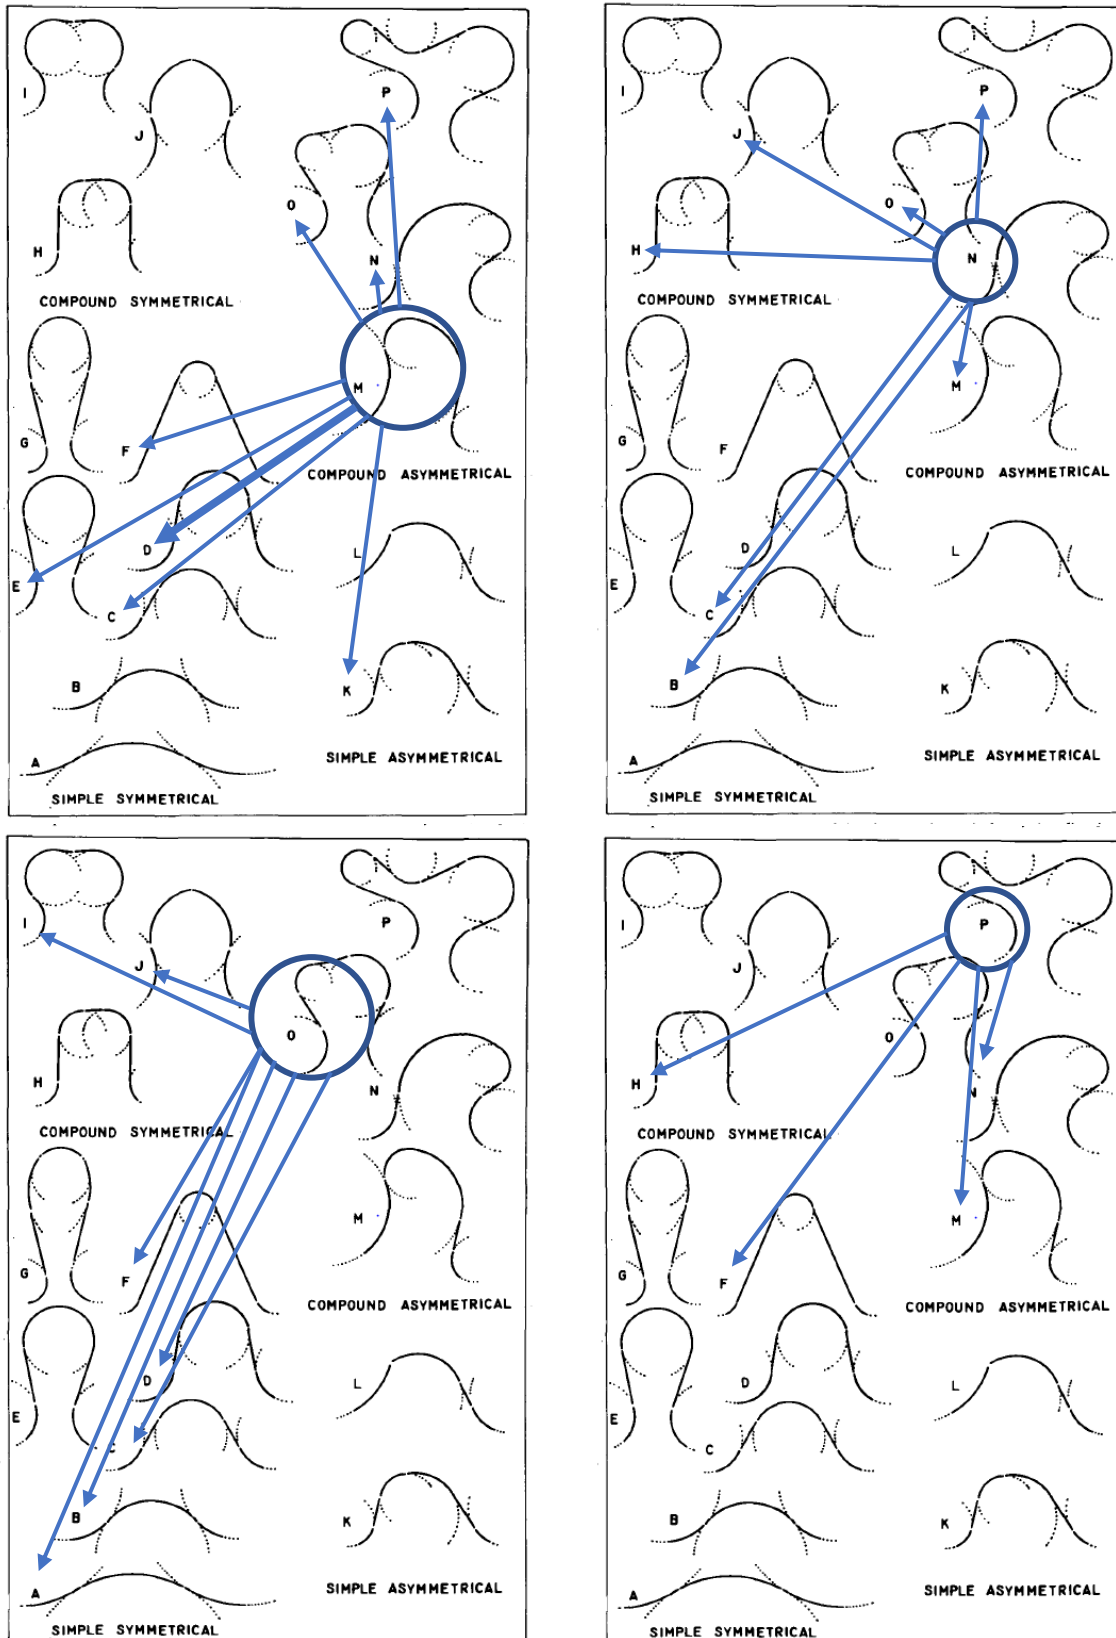 P
I
J
O
H
N
COMPOUND SYMMETRICAL
M
G
F
COMPOUND ASYMMETRICAL
D
L
E
C
B
K
A
SIMPLE ASYMMETRICAL
SIMPLE SYMMETRICAL
P
I
J
O
H
N
COMPOUND SYMMETRICAL
M
G
F
COMPOUND ASYMMETRICAL
D
L
E
C
B
K
A
SIMPLE ASYMMETRICAL
SIMPLE SYMMETRICAL
I
P
J
O
H
N
COMPOUND SYMMETRICAL
M
G
F
COMPOUND ASYMMETRICAL
D
L
E
C
B
K
A
SIMPLE ASYMMETRICAL
SIMPLE SYMMETRICAL
I
P
J
O
H
N
COMPOUND SYMMETRICAL
M
G
F
COMPOUND ASYMMETRICAL
D
L
E
C
B
K
A
SIMPLE ASYMMETRICAL
SIMPLE SYMMETRICAL